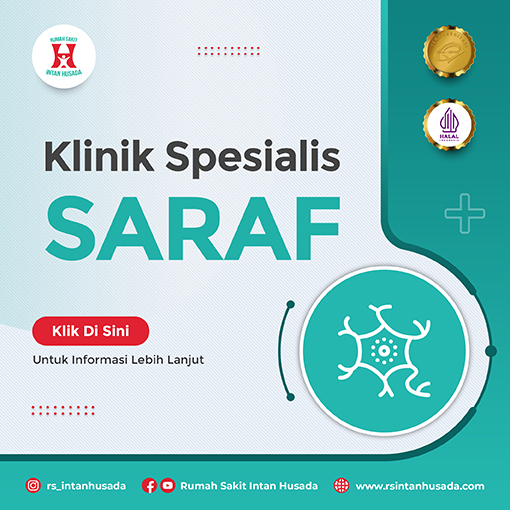 RUMAH SAKIT
INTAN HUSADA
HALAL
INDONESIA
Klinik Spesialis
SARAF
Klik Di Sini
Untuk Informasi Lebih Lanjut
rs_intanhusada
Rumah Sakit Intan Husada
www.rsintanhusada.com